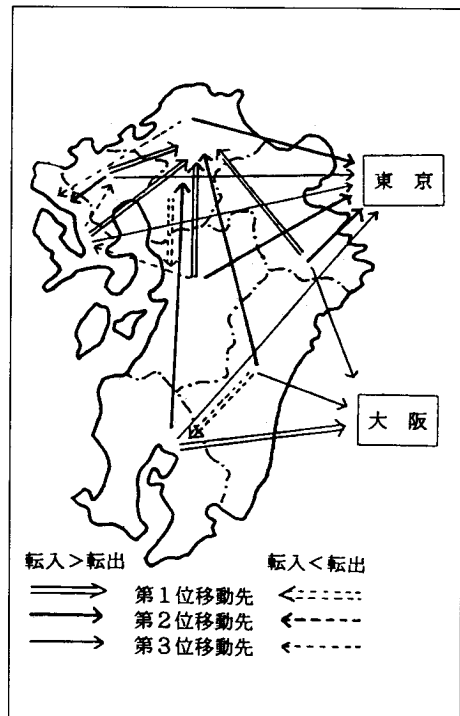 東京
大阪
転入>転出
転入<転出
第1位移動先
第2位移動先
第3位移動先